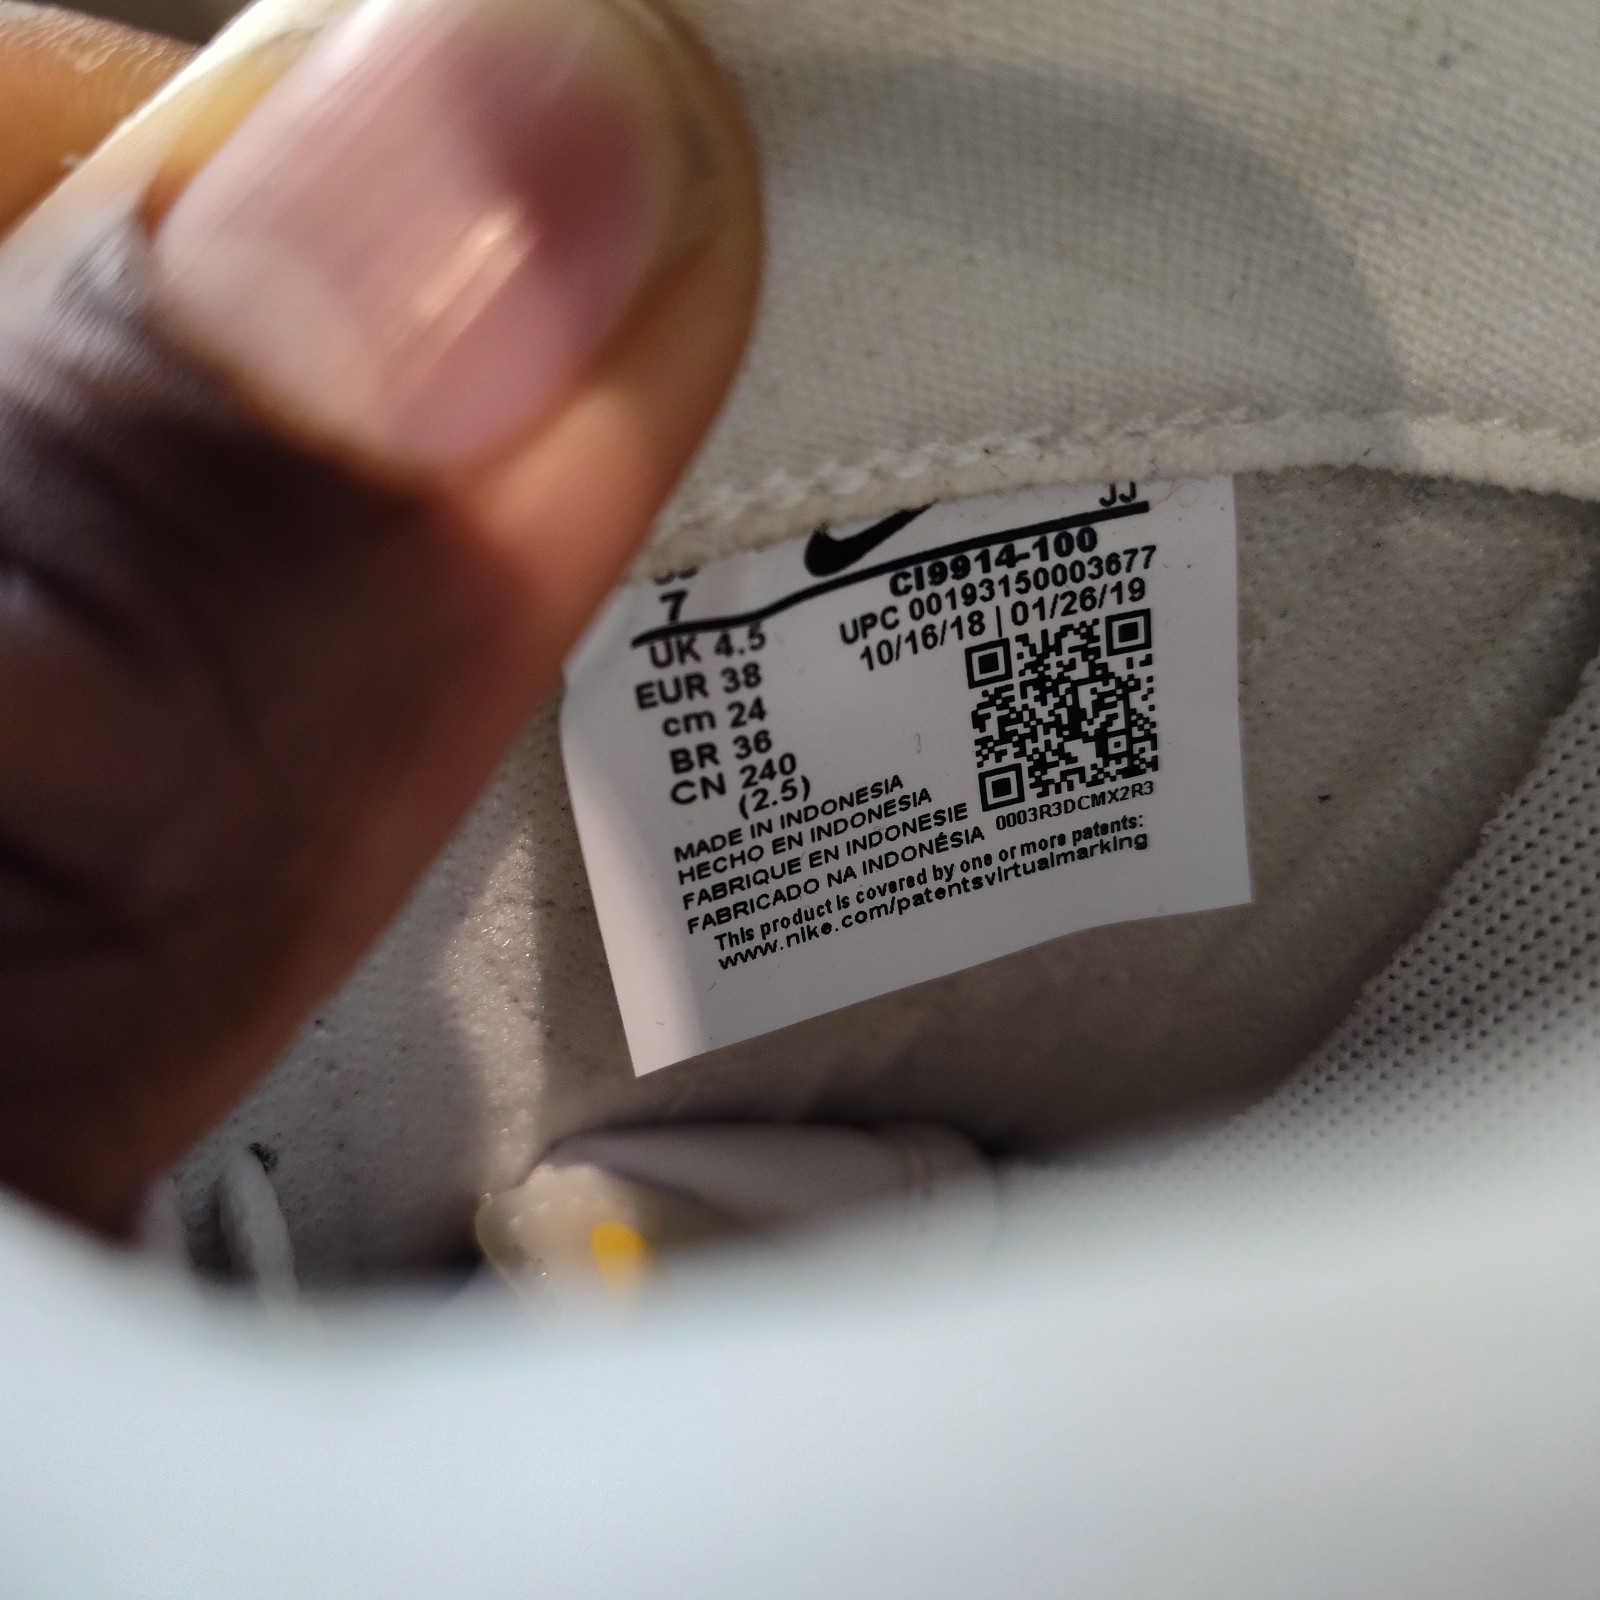 JJ
7
CI9914-100
UPC 00193150003677
10/16/18 | 01/26/19
UK 4.5
EUR 38
cm 24
BR 36
CN 240
(2.5)
MADE IN INDONESIA
HECHO EN INDONESIA
FABRIQUE EN INDONESIE
FABRICADO NA INDONÉSIA
0003R3DCMX2R3
This product is covered by one or more patents:
www.nike.com/patentsvirtualmarking